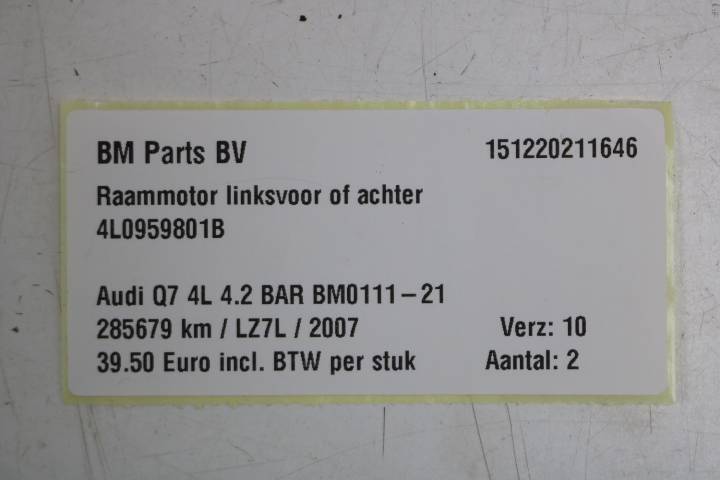 BM Parts BV 151220211646
Raammotor linksvoor of achter
4L0959801B
Audi Q7 4L 4.2 BAR BM0111-21
285679 km / LZ7L / 2007 Verz: 10
39.50 Euro incl. BTW per stuk Aantal: 2